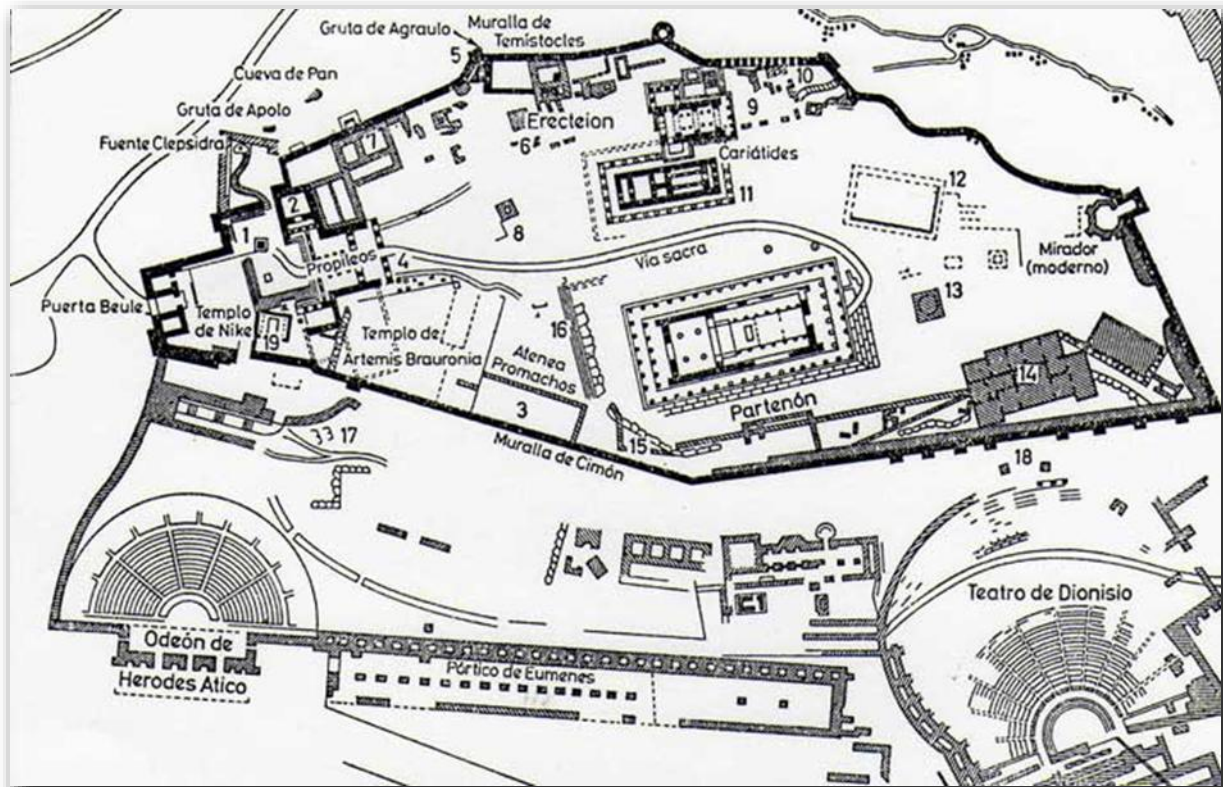 Gruta de Agraulo
Muralla de
Temistocles
5
Cueva de Pan
Gruta de Apolo
Fuente Clepsidra
10
9
7
Erecteion
6
Cariátides
2
11
12
8
1
Mirador
(moderno)
Propileos
4
Vía sacra
13
Puerta Beule
Templo
de Nike
19
Templo de
Artemis Brauronia
16
Atenea
Promachos
3
Partenón
14
15
Muralla de Cimón
17
18
Teatro de Dionisio
Odeón de
Herodes Atico
Pórtico de Eumenes